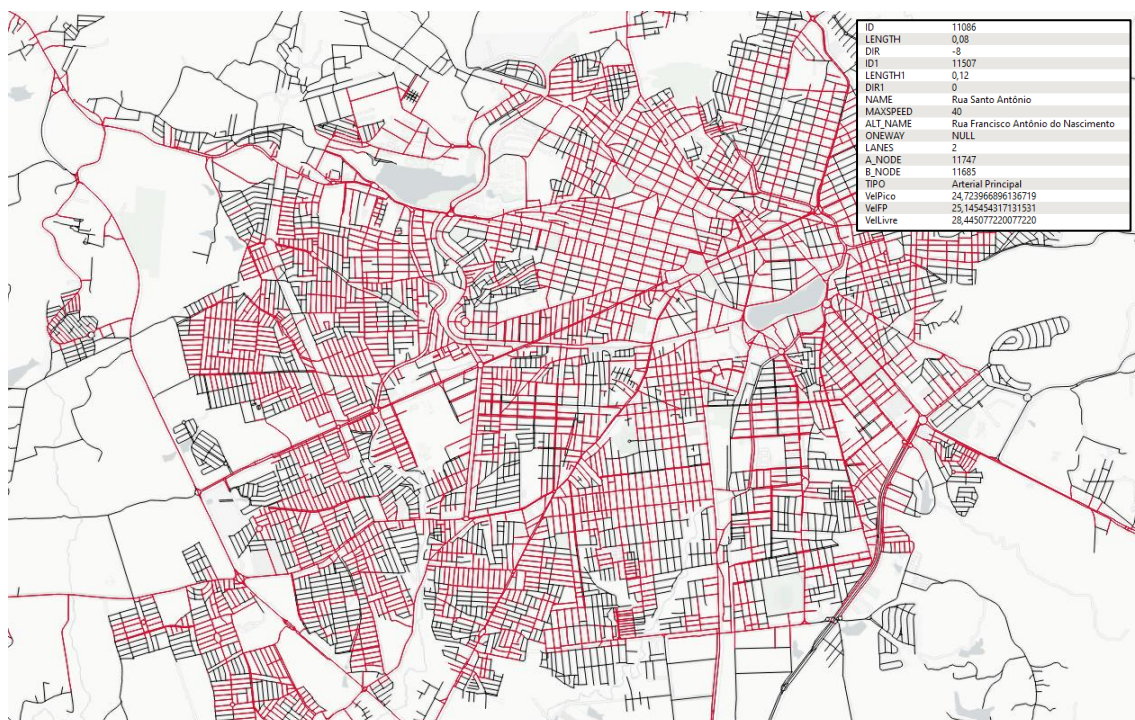 ID 11086
LENGTH 0,08
DIR -8
ID1 11507
LENGTH1 0,12
DIR1 0
NAME Rua Santo Antônio
MAXSPEED 40
ALT_NAME Rua Francisco Antônio do Nascimento
ONEWAY NULL
LANES 2
A_NODE 11747
B_NODE 11685
TIPO Arterial Principal
VelPico 24,723966896136719
VelFP 25,145454317131531
VelLivre 28,445077220077220